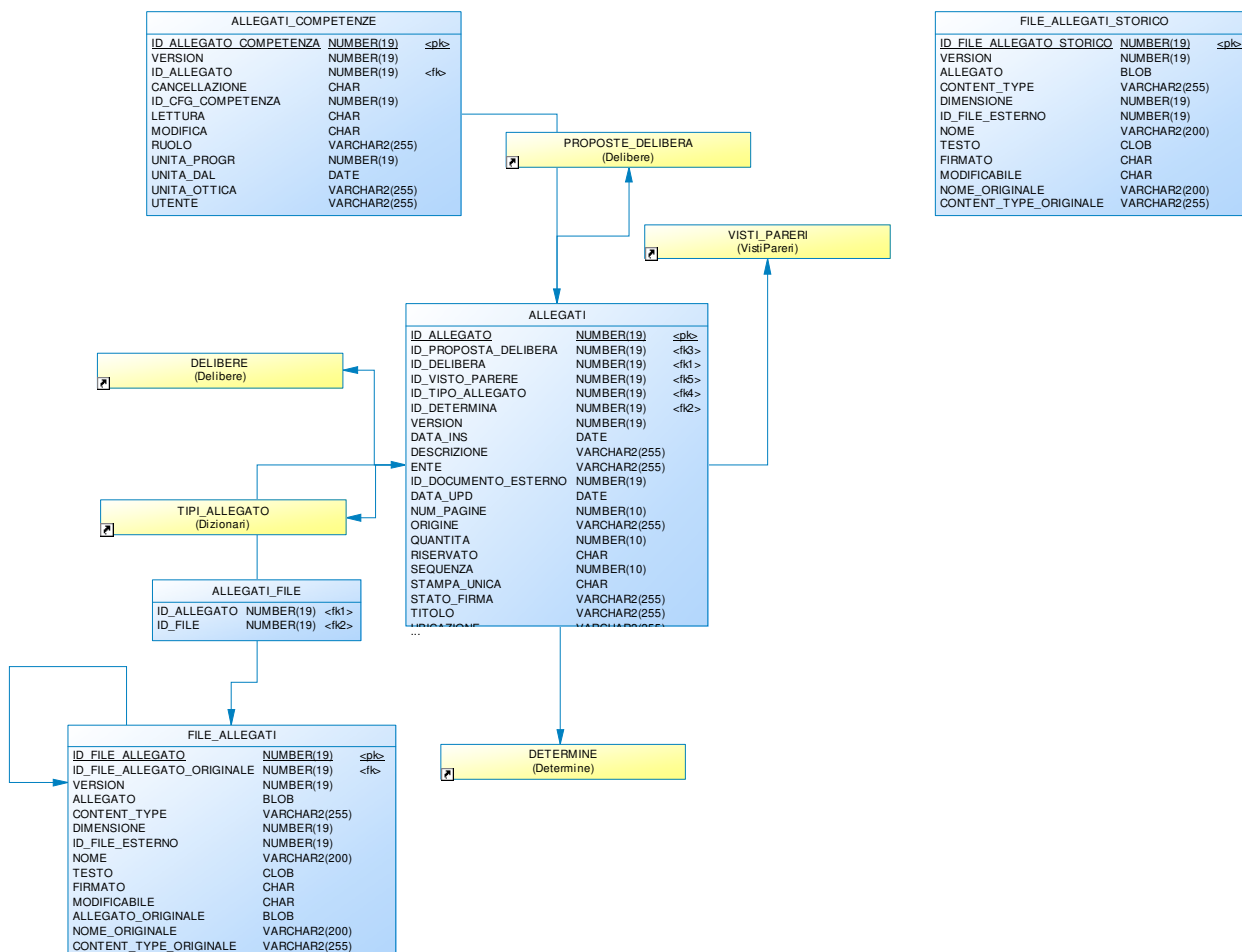 ALLEGATI_COMPETENZE
ID_ALLEGATO_COMPETENZA NUMBER(19) <pk>
VERSION NUMBER(19)
ID_ALLEGATO NUMBER(19) <fk>
CANCELLAZIONE CHAR
ID_CFG_COMPETENZA NUMBER(19)
LETTURA CHAR
MODIFICA CHAR
RUOLO VARCHAR2(255)
UNITA_PROGR NUMBER(19)
UNITA_DAL DATE
UNITA_OTTICA VARCHAR2(255)
UTENTE VARCHAR2(255)
FILE_ALLEGATI_STORICO
ID_FILE_ALLEGATO_STORICO NUMBER(19) <pk>
VERSION NUMBER(19)
ALLEGATO BLOB
CONTENT_TYPE VARCHAR2(255)
DIMENSIONE NUMBER(19)
ID_FILE_ESTERNO NUMBER(19)
NOME VARCHAR2(200)
TESTO CLOB
FIRMATO CHAR
MODIFICABILE CHAR
NOME_ORIGINALE VARCHAR2(200)
CONTENT_TYPE_ORIGINALE VARCHAR2(255)
PROPOSTE_DELIBERA
(Delibere)
VISTI_PARERI
(VistiPareri)
ALLEGATI
ID_ALLEGATO NUMBER(19) <pk>
ID_PROPOSTA_DELIBERA NUMBER(19) <fk3>
ID_DELIBERA NUMBER(19) <fk1>
ID_VISTO_PARERE NUMBER(19) <fk5>
ID_TIPO_ALLEGATO NUMBER(19) <fk4>
ID_DETERMINA NUMBER(19) <fk2>
VERSION NUMBER(19)
DATA_INS DATE
DESCRIZIONE VARCHAR2(255)
ENTE VARCHAR2(255)
ID_DOCUMENTO_ESTERNO NUMBER(19)
DATA_UPD DATE
NUM_PAGINE NUMBER(10)
ORIGINE VARCHAR2(255)
QUANTITA NUMBER(10)
RISERVATO CHAR
SEQUENZA NUMBER(10)
STAMPA_UNICA CHAR
STATO_FIRMA VARCHAR2(255)
TITOLO VARCHAR2(255)
UBICAZIONE VARCHAR2(255)
...
DELIBERE
(Delibere)
TIPI_ALLEGATO
(Dizionari)
ALLEGATI_FILE
ID_ALLEGATO NUMBER(19) <fk1>
ID_FILE NUMBER(19) <fk2>
FILE_ALLEGATI
ID_FILE_ALLEGATO NUMBER(19) <pk>
ID_FILE_ALLEGATO_ORIGINALE NUMBER(19) <fk>
VERSION NUMBER(19)
ALLEGATO BLOB
CONTENT_TYPE VARCHAR2(255)
DIMENSIONE NUMBER(19)
ID_FILE_ESTERNO NUMBER(19)
NOME VARCHAR2(200)
TESTO CLOB
FIRMATO CHAR
MODIFICABILE CHAR
ALLEGATO_ORIGINALE BLOB
NOME_ORIGINALE VARCHAR2(200)
CONTENT_TYPE_ORIGINALE VARCHAR2(255)
DETERMINE
(Determine)